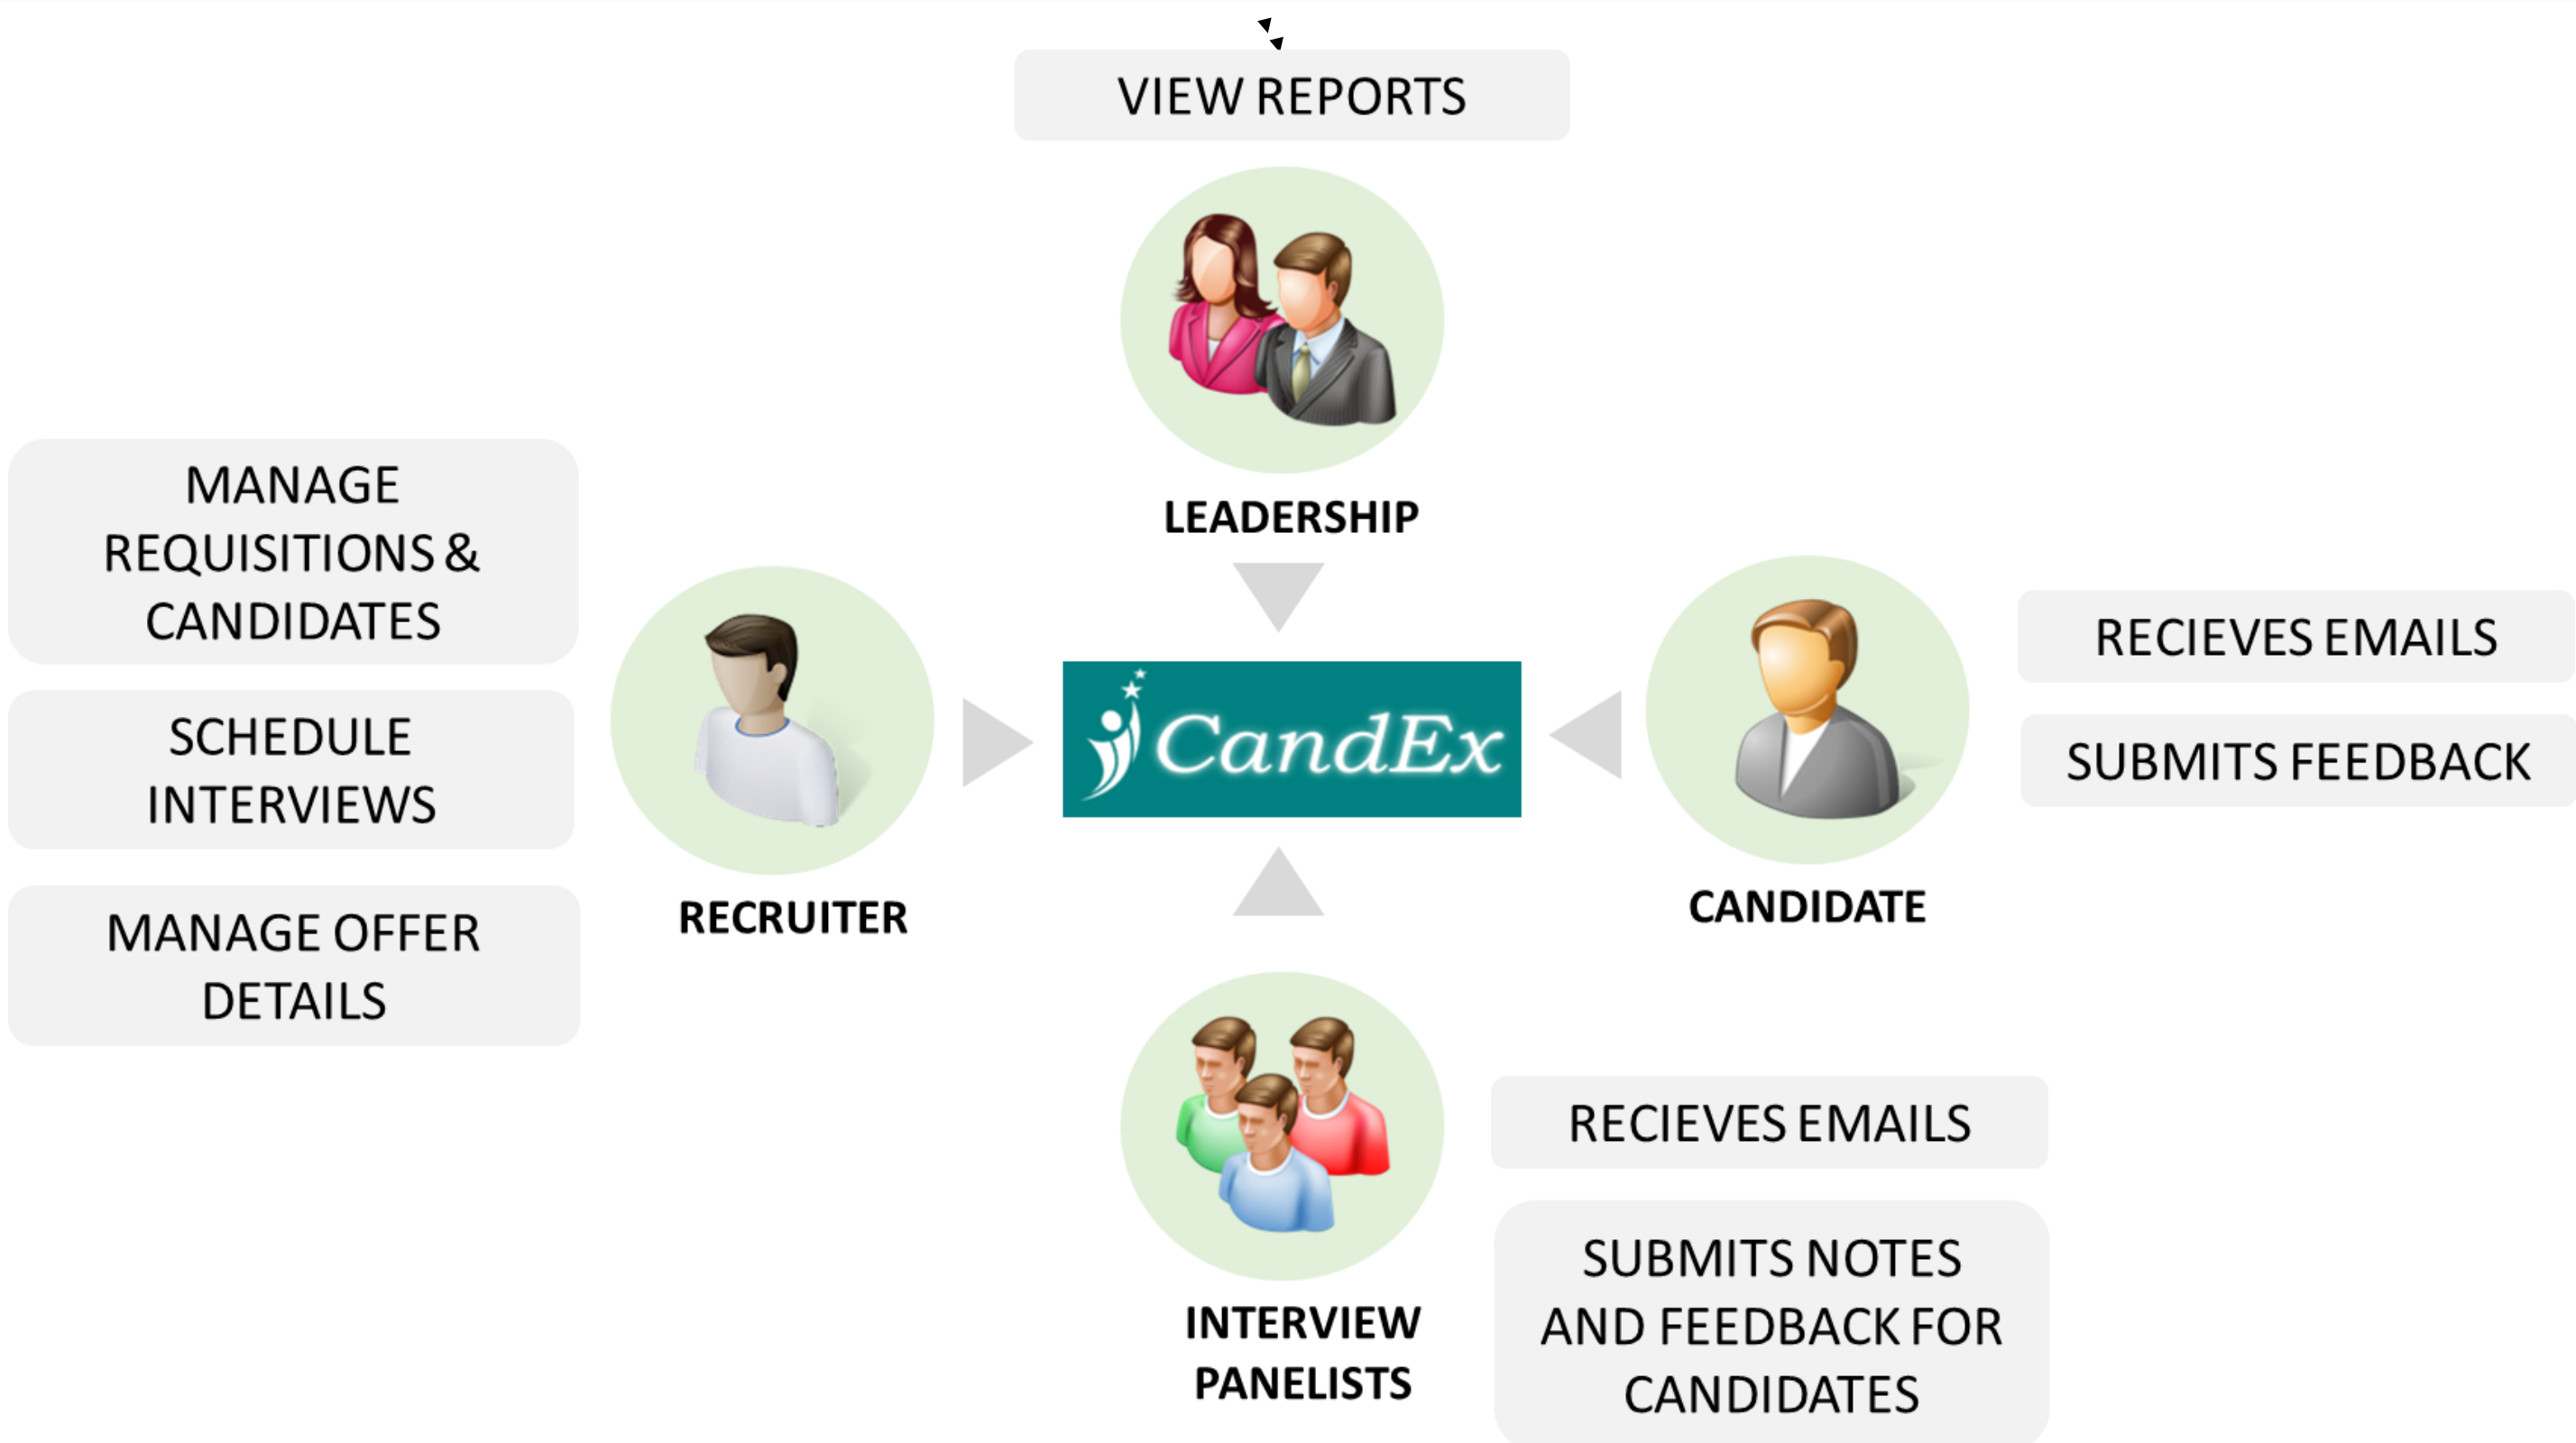 VIEW REPORTS
LEADERSHIP
MANAGE
REQUISITIONS &
CANDIDATES
SCHEDULE
INTERVIEWS
MANAGE OFFER
DETAILS
RECRUITER
CandEx
CANDIDATE
RECIEVES EMAILS
SUBMITS FEEDBACK
INTERVIEW
PANELISTS
RECIEVES EMAILS
SUBMITS NOTES
AND FEEDBACK FOR
CANDIDATES